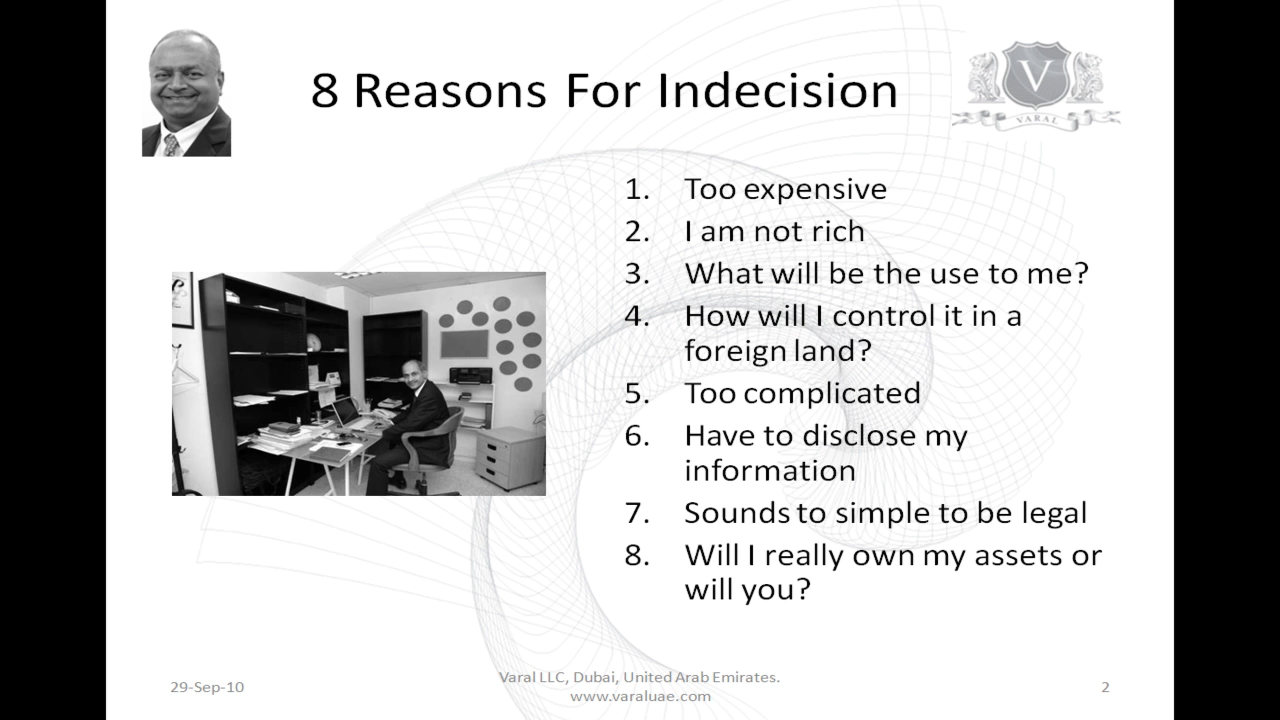 8 Reasons For Indecision
V
VARAL
1. Too expensive
2. I am not rich
3. What will be the use to me?
4. How will I control it in a
foreign land?
5. Too complicated
6. Have to disclose my
information
7. Sounds to simple to be legal
8. Will I really own my assets or
will you?
29-Sep-10
Varal LLC, Dubai, United Arab Emirates.
www.varaluae.com
2